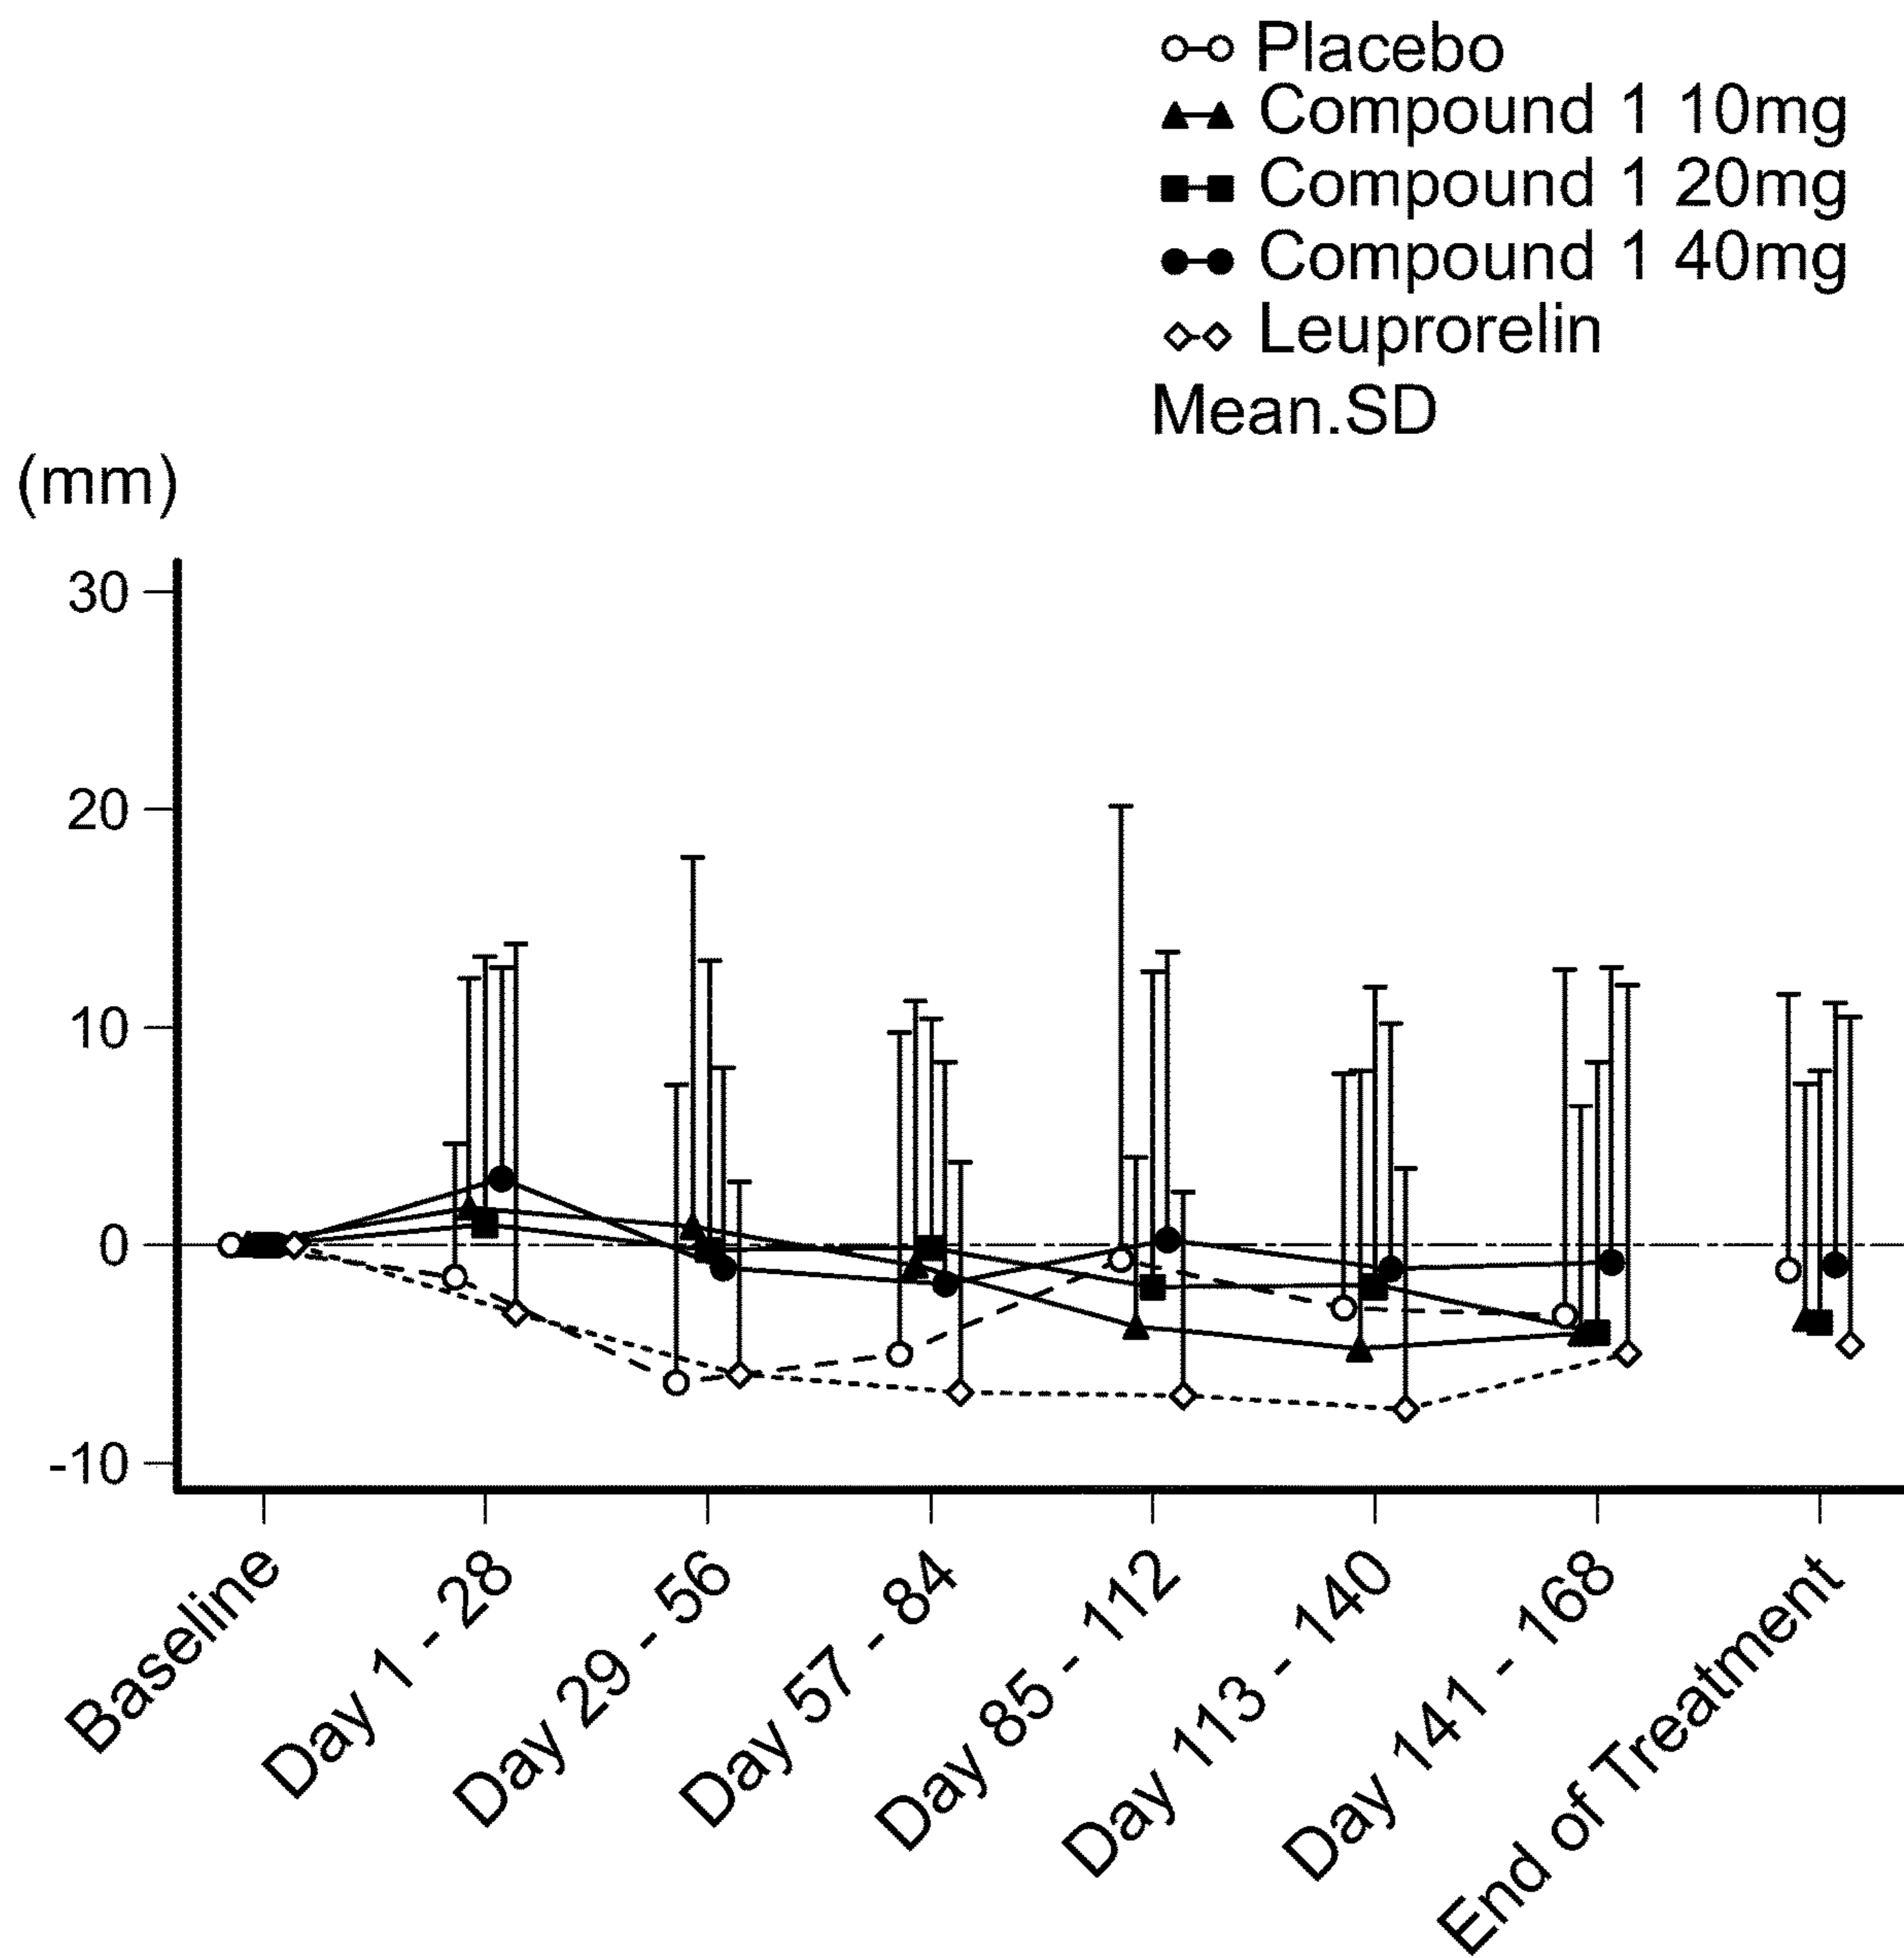 Placebo
Compound 1 10mg
Compound 1 20mg
Compound 1 40mg
Leuprorelin
Mean.SD
(mm)
30
20
10
0
-10
Baseline
Day 1 - 28
Day 29 - 56
Day 57 - 84
Day 85 - 112
Day 113 - 140
Day 141 - 168
End of Treatment